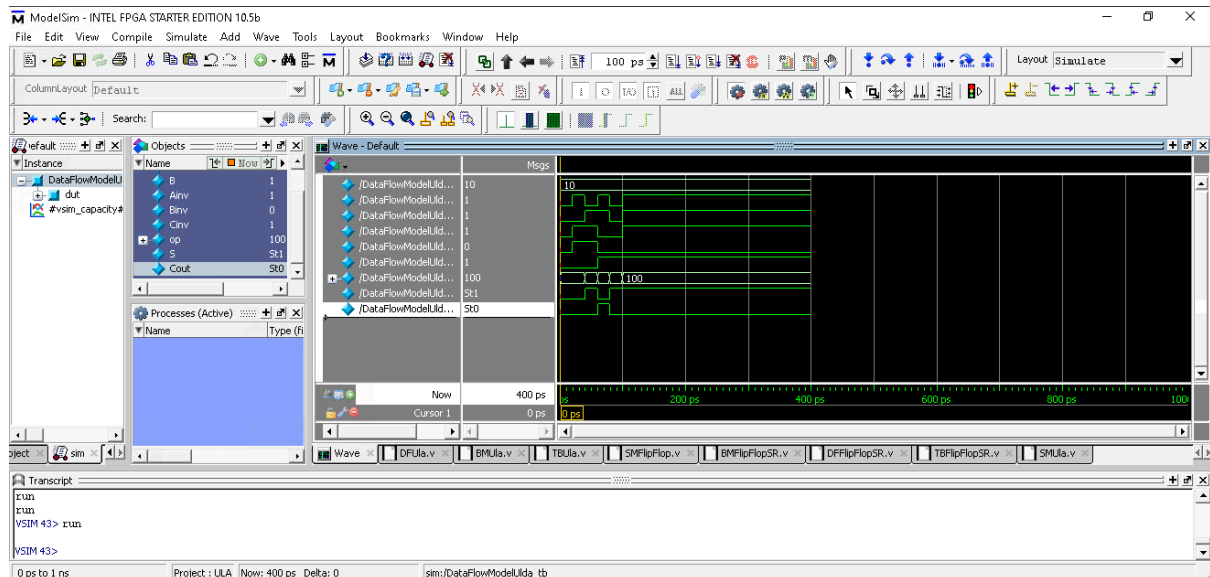 ModelSim - INTEL FPGA STARTER EDITION 10.5b
File Edit View Compile Simulate Add Wave Tools Layout Bookmarks Window Help
100 ps
Layout Simulate
ColumnLayout Default
Search:
efault
Objects
Wave - Default
Instance
Name
Now
Msgs
DataFlowModelU
dut
#vsim_capacity#
B 1
Ainv 1
Binv 0
Cinv 1
op 100
S St1
Cout St0
/DataFlowModelUld... 10 10
/DataFlowModelUld... 1
/DataFlowModelUld... 1
/DataFlowModelUld... 1
/DataFlowModelUld... 0
/DataFlowModelUld... 1
/DataFlowModelUld... 100 100
/DataFlowModelUld... St1
/DataFlowModelUld... St0
Processes (Active)
Name Type (fi
Now 400 ps ps 200 ps 400 ps 600 ps 800 ps 100
Cursor 1 0 ps 0 ps
oject sim Wave DFUla.v BMUla.v TBUla.v SMFlipFlop.v BMFlipFlopSR.v DFFlipFlopSR.v TBFlipFlopSR.v SMUla.v
Transcript
run
run
VSIM 43> run
VSIM 43>
0 ps to 1 ns Project : ULA Now: 400 ps Delta: 0 sim:/DataFlowModelUlda_tb